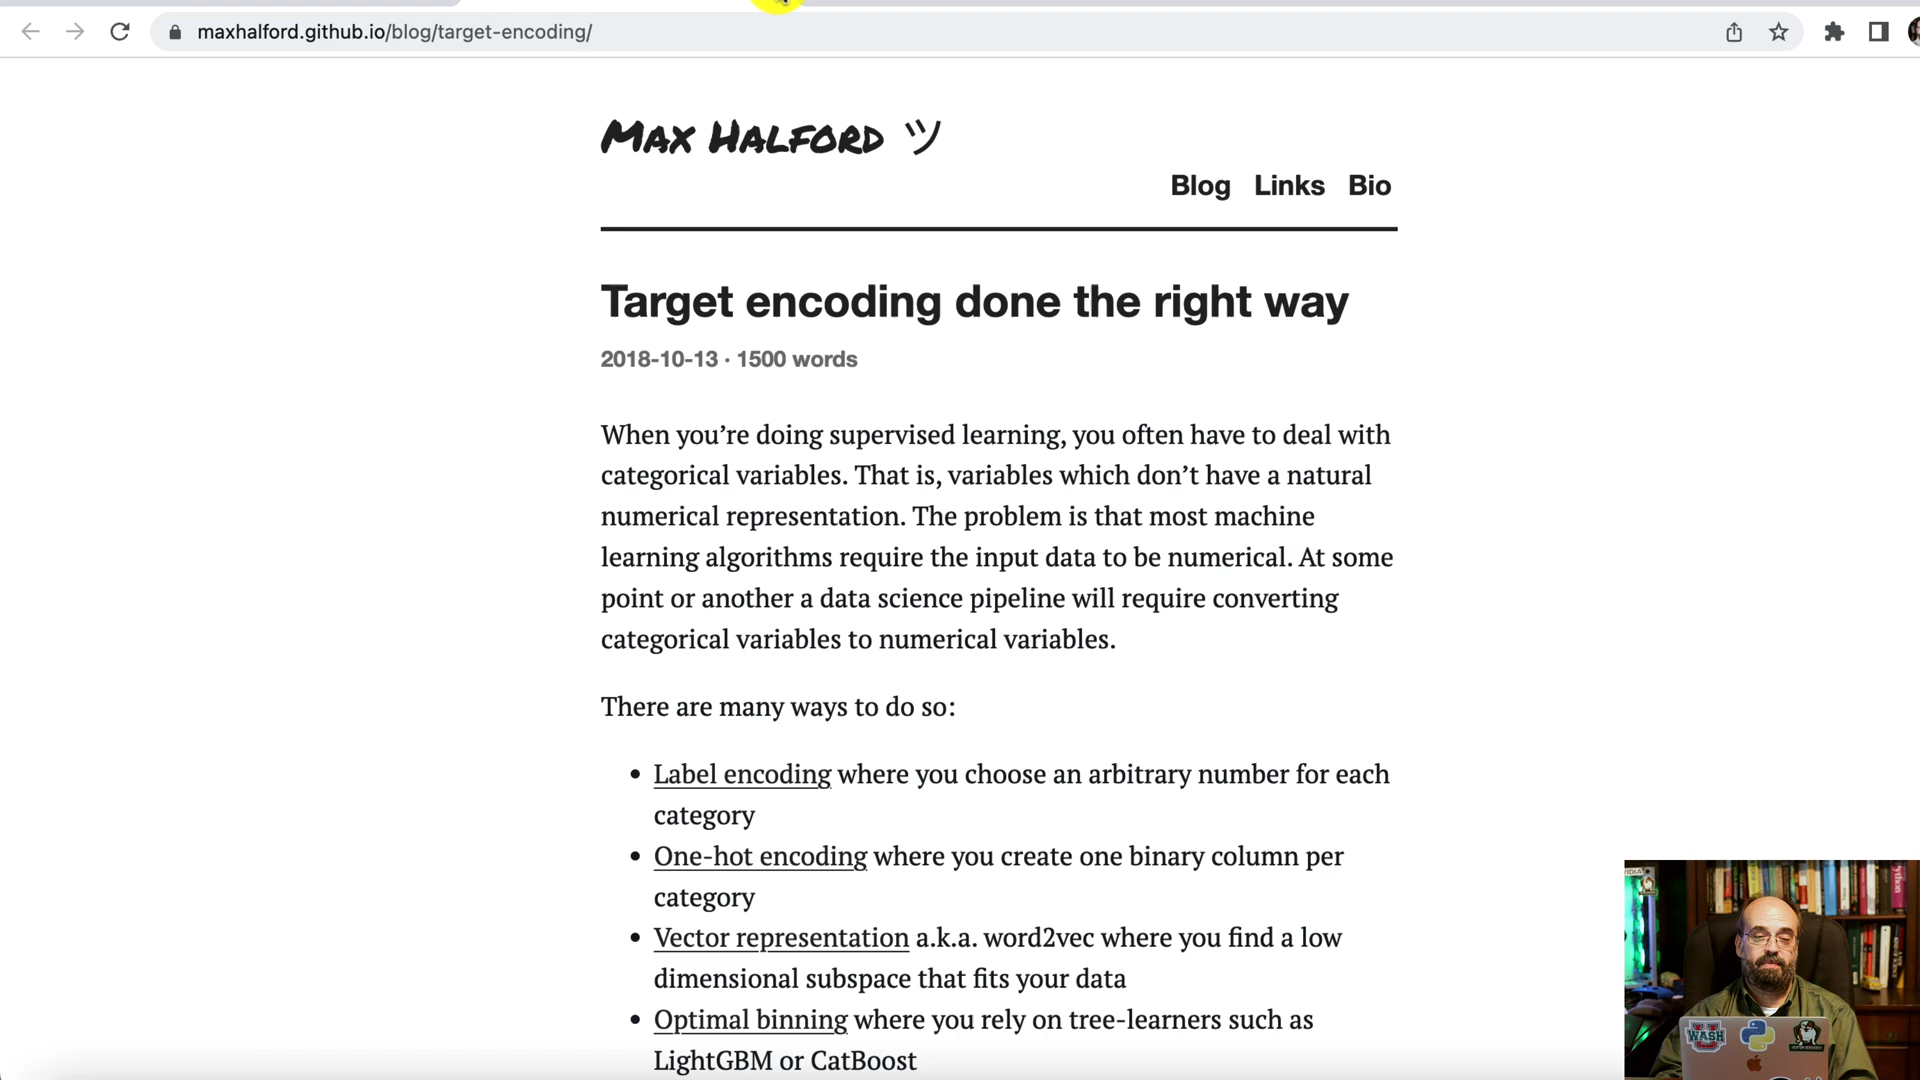 maxhalford.github.io/blog/target-encoding/
Max Halford ツ
Blog Links Bio
Target encoding done the right way
2018-10-13 · 1500 words
When you’re doing supervised learning, you often have to deal with
categorical variables. That is, variables which don’t have a natural
numerical representation. The problem is that most machine
learning algorithms require the input data to be numerical. At some
point or another a data science pipeline will require converting
categorical variables to numerical variables.
There are many ways to do so:
• Label encoding where you choose an arbitrary number for each
category
• One-hot encoding where you create one binary column per
category
• Vector representation a.k.a. word2vec where you find a low
dimensional subspace that fits your data
• Optimal binning where you rely on tree-learners such as
LightGBM or CatBoost
WASH